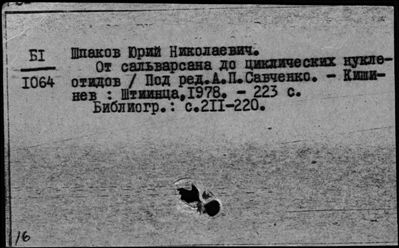 Б1 Шпаков Юрий Николаевич.
От сальварсана до циклических нукле-
1064 отидов / Под ред.А.П.Савченко. - Киши-
нев : Штиинца,1978. - 223 с.
Библиогр.: с.211-220.
16